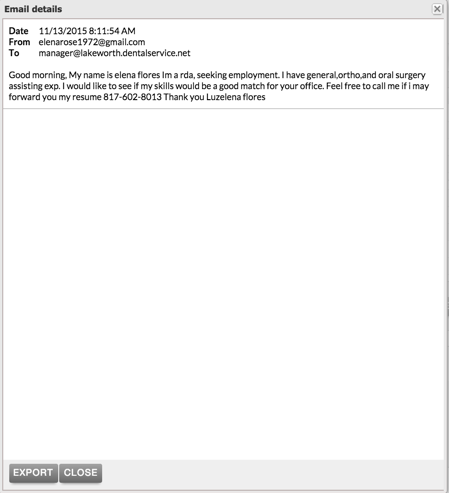 Email details
Date 11/13/2015 8:11:54 AM
From elenarose1972@gmail.com
To manager@lakeworth.dentalservice.net
Good morning, My name is elena flores Im a rda, seeking employment. I have general,ortho,and oral surgery
assisting exp. I would like to see if my skills would be a good match for your office. Feel free to call me if i may
forward you my resume 817-602-8013 Thank you Luzelena flores
EXPORT CLOSE